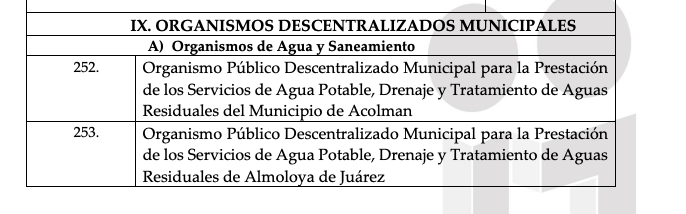 IX. ORGANISMOS DESCENTRALIZADOS MUNICIPALES
A) Organismos de Agua y Saneamiento
252.
Organismo Público Descentralizado Municipal para la Prestación
de los Servicios de Agua Potable, Drenaje y Tratamiento de Aguas
Residuales del Municipio de Acolman
253.
Organismo Público Descentralizado Municipal para la Prestación
de los Servicios de Agua Potable, Drenaje y Tratamiento de Aguas
Residuales de Almoloya de Juárez